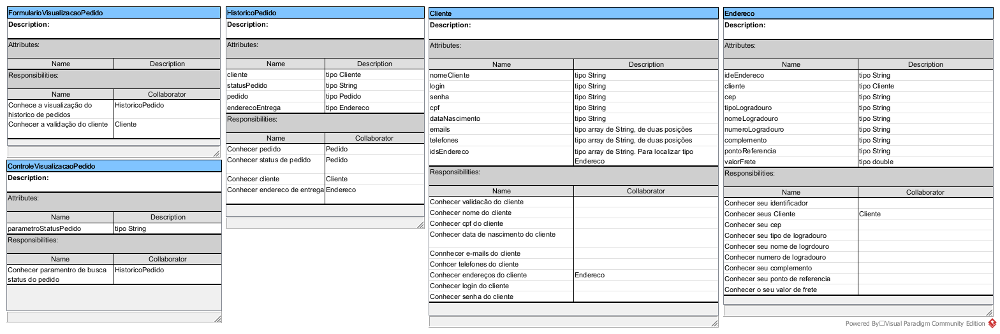 FormularioVisualizacaoPedido
Description:
Attributes:
Name Description
Responsibilities:
Name Collaborator
Conhece a visualização do HistoricoPedido
historico de pedidos
Conhecer a validação do cliente Cliente
ControleVisualizacaoPedido
Description:
Attributes:
Name Description
parametroStatusPedido tipo String
Responsibilities:
Name Collaborator
Conhecer paramentro de busca HistoricoPedido
status do pedido
HistoricoPedido
Description:
Attributes:
Name Description
cliente tipo Cliente
statusPedido tipo String
pedido tipo Pedido
enderecoEntrega tipo Endereco
Responsibilities:
Name Collaborator
Conhecer pedido Pedido
Conhecer status de pedido Pedido
Conhecer cliente Cliente
Conhecer endereco de entrega Endereco
Cliente
Description:
Attributes:
Name Description
nomeCliente tipo String
login tipo String
senha tipo String
cpf tipo String
dataNascimento tipo String
emails tipo array de String, de duas posições
telefones tipo array de String, de duas posições
idsEndereco tipo array de String. Para localizar tipo
Endereco
Responsibilities:
Name Collaborator
Conhecer validacão do cliente
Conhecer nome do cliente
Conhecer cpf do cliente
Conhecer data de nascimento do cliente
Connhecer e-mails do cliente
Conhcer telefones do cliente
Conhecer endereços do cliente Endereco
Conhecer login do cliente
Conhecer senha do cliente
Endereco
Description:
Attributes:
Name Description
ideEndereco tipo String
cliente tipo Cliente
cep tipo String
tipoLogradouro tipo String
nomeLogradouro tipo String
numeroLogradouro tipo String
complemento tipo String
pontoReferencia tipo String
valorFrete tipo double
Responsibilities:
Name Collaborator
Conhecer seu identificador
Conhecer seus Cliente Cliente
Conhecer seu cep
Conhecer seu tipo de logradouro
Conhecer seu nome de logrdouro
Conhecer numero de logradouro
Conhecer seu complemento
Conhecer seu ponto de referencia
Conhecer o seu valor de frete
Powered By□Visual Paradigm Community Edition